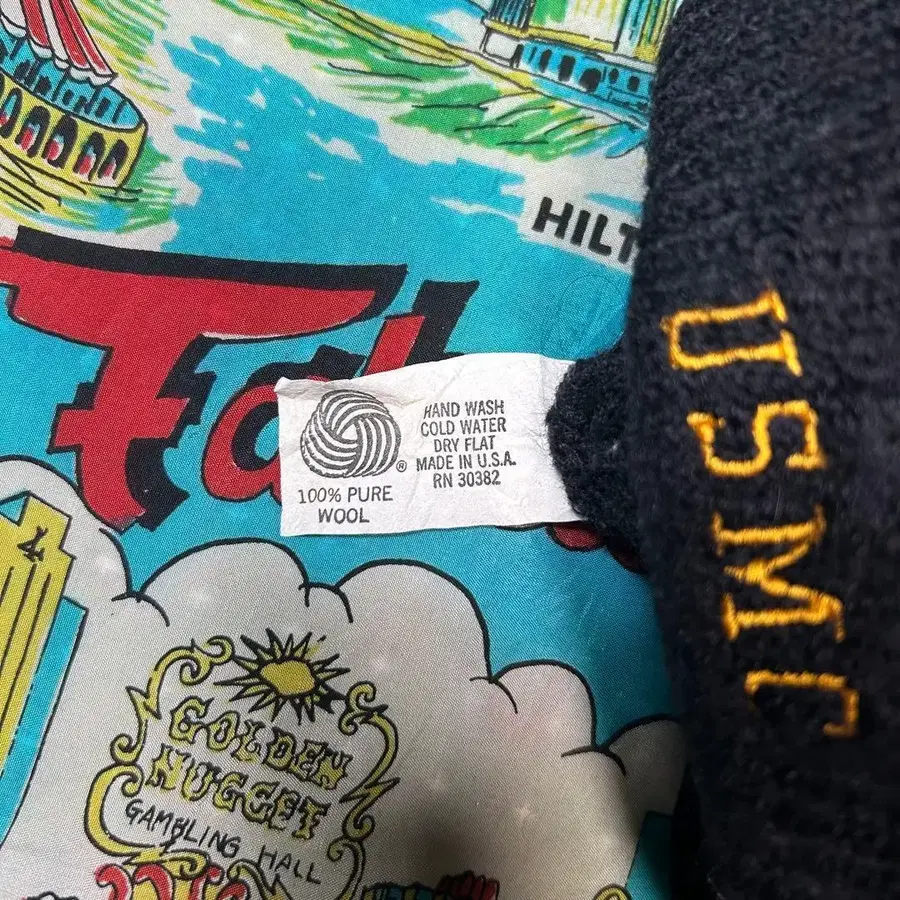 HILT
Fab
100% PURE
WOOL
HAND WASH
COLD WATER
DRY FLAT
MADE IN U.S.A.
RN 30382
®
USMC
GOLDEN
NUGGET
GAMBLING HALL